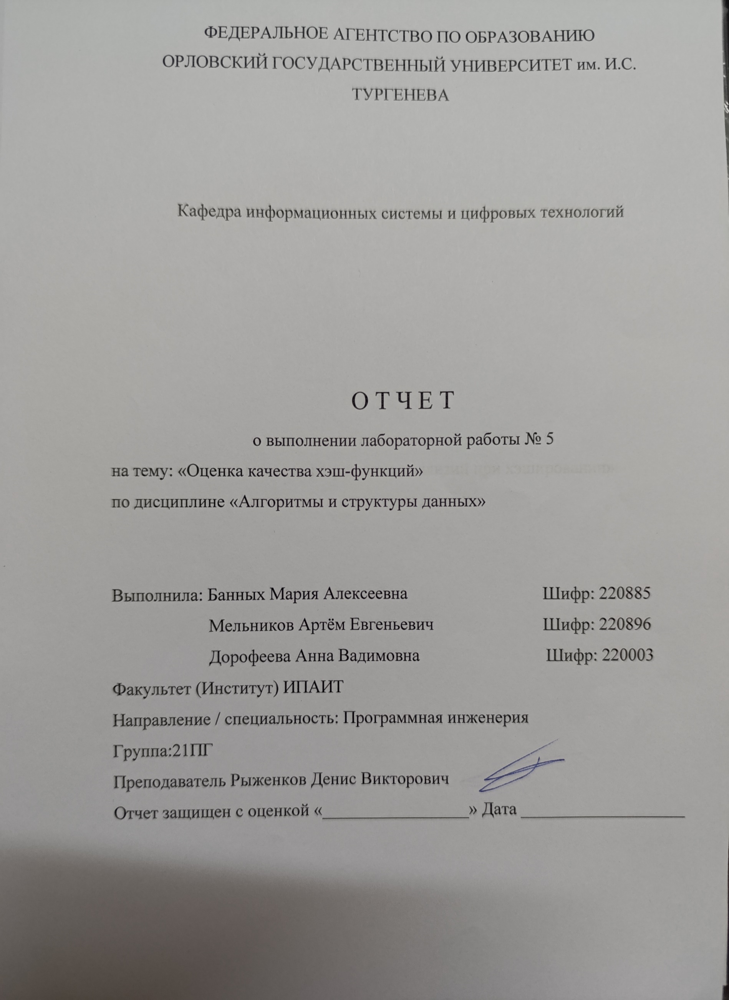 ФЕДЕРАЛЬНОЕ АГЕНТСТВО ПО ОБРАЗОВАНИЮ
ОРЛОВСКИЙ ГОСУДАРСТВЕННЫЙ УНИВЕРСИТЕТ им. И.С.
ТУРГЕНЕВА
Кафедра информационных системы и цифровых технологий
О Т Ч Е Т
о выполнении лабораторной работы № 5
на тему: «Оценка качества хэш-функций»
по дисциплине «Алгоритмы и структуры данных»
Выполнила: Банных Мария Алексеевна Шифр: 220885
Мельников Артём Евгеньевич Шифр: 220896
Дорофеева Анна Вадимовна Шифр: 220003
Факультет (Институт) ИПАИТ
Направление / специальность: Программная инженерия
Группа:21ПГ
Преподаватель Рыженков Денис Викторович
Отчет защищен с оценкой «________________» Дата __________________